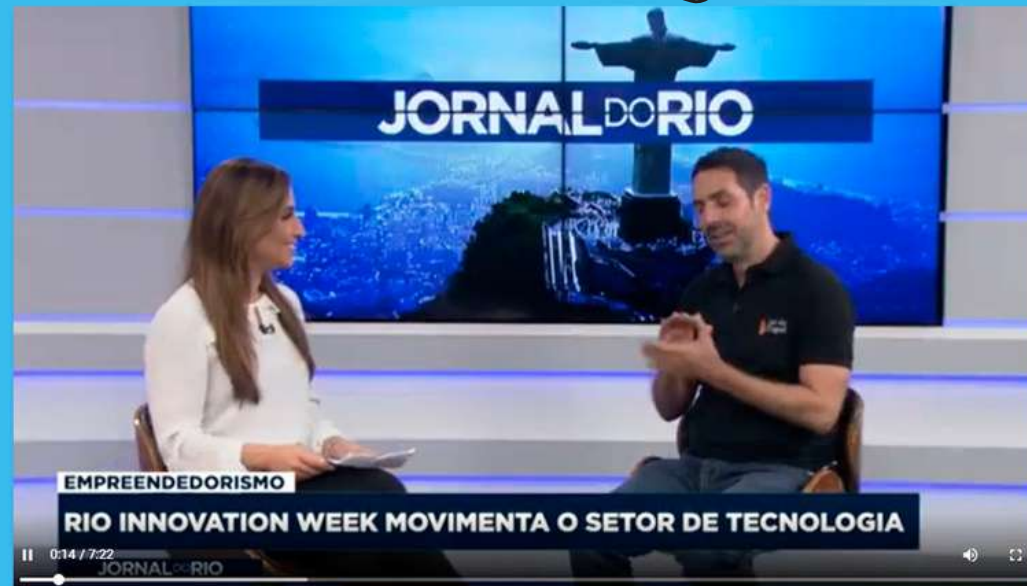 JORNAL DO RIO
EMPREENDEDORISMO
RIO INNOVATION WEEK MOVIMENTA O SETOR DE TECNOLOGIA
0:14 / 7:22
JORNAL DO RIO